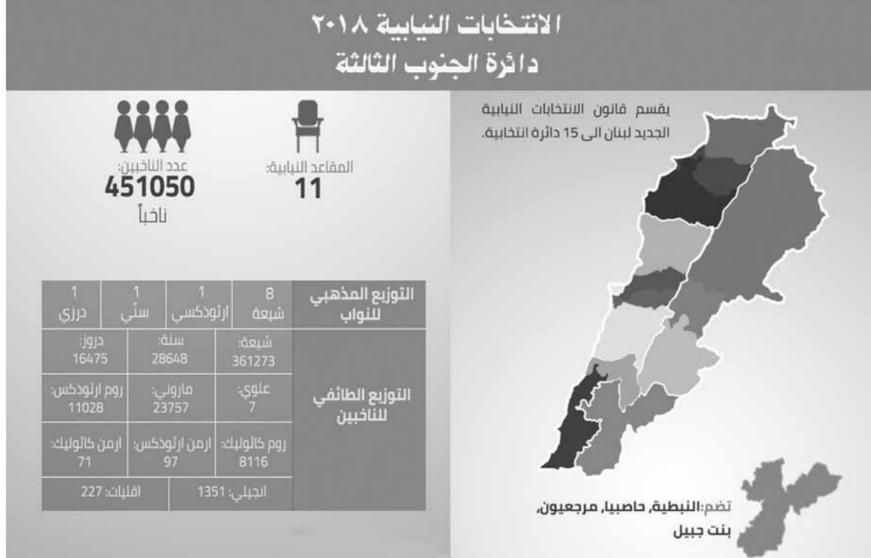 الانتخابات النيابية ٢٠١٨
دائرة الجنوب الثالثة
يقسم قانون الانتخابات النيابية
الجديد لبنان الى 15 دائرة انتخابية.
المقاعد النيابية:
11
عدد الناخبين:
451050
ناخباً
التوزيع المذهبي
للنواب
8
شيعة
1
ارثوذكسي
1
سنّي
1
درزي
التوزيع الطائفي
للناخبين
شيعة:
361273
سنة:
28648
دروز:
16475
علوي:
7
ماروني:
23757
روم ارثوذكس:
11028
روم كاثوليك:
8116
ارمن ارثوذكس:
97
ارمن كاثوليك:
71
انجيلي: 1351
اقليات: 227
تضم:النبطية, حاصبيا, مرجعيون,
بنت جبيل